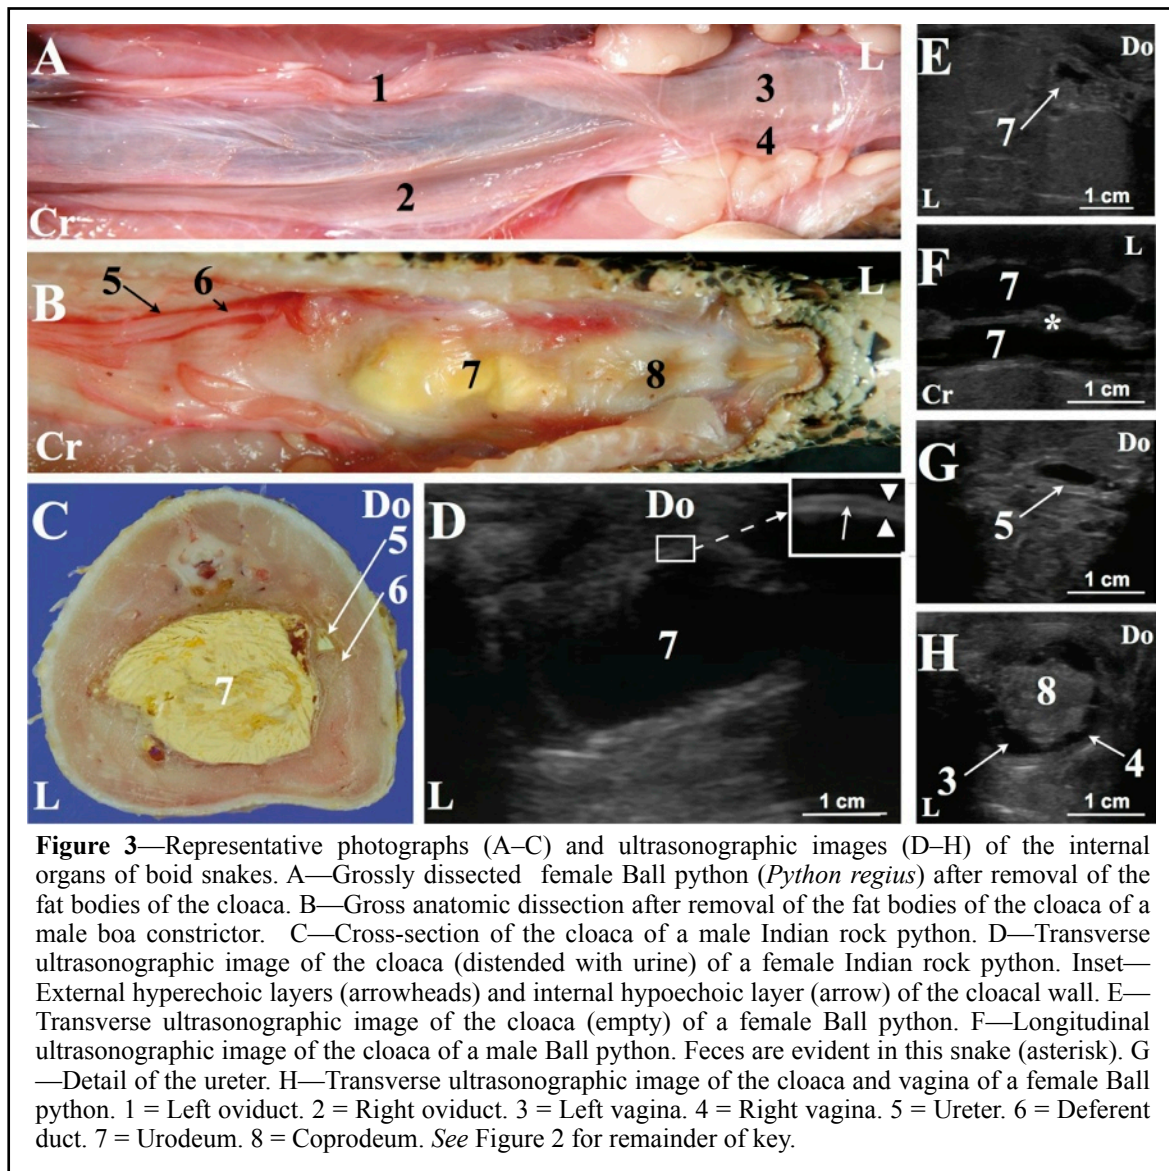 A
1
2
3
4
L
Cr
B
5
6
7
8
L
Cr
C
Do
5
6
7
L
D
Do
7
L
1 cm
E
Do
7
L
1 cm
F
L
7
*
7
Cr
1 cm
G
Do
5
1 cm
H
Do
8
3
4
L
1 cm
Figure 3—Representative photographs (A–C) and ultrasonographic images (D–H) of the internal
organs of boid snakes. A—Grossly dissected female Ball python (Python regius) after removal of the
fat bodies of the cloaca. B—Gross anatomic dissection after removal of the fat bodies of the cloaca of a
male boa constrictor. C—Cross-section of the cloaca of a male Indian rock python. D—Transverse
ultrasonographic image of the cloaca (distended with urine) of a female Indian rock python. Inset—
External hyperechoic layers (arrowheads) and internal hypoechoic layer (arrow) of the cloacal wall. E—
Transverse ultrasonographic image of the cloaca (empty) of a female Ball python. F—Longitudinal
ultrasonographic image of the cloaca of a male Ball python. Feces are evident in this snake (asterisk). G
—Detail of the ureter. H—Transverse ultrasonographic image of the cloaca and vagina of a female Ball
python. 1 = Left oviduct. 2 = Right oviduct. 3 = Left vagina. 4 = Right vagina. 5 = Ureter. 6 = Deferent
duct. 7 = Urodeum. 8 = Coprodeum. See Figure 2 for remainder of key.